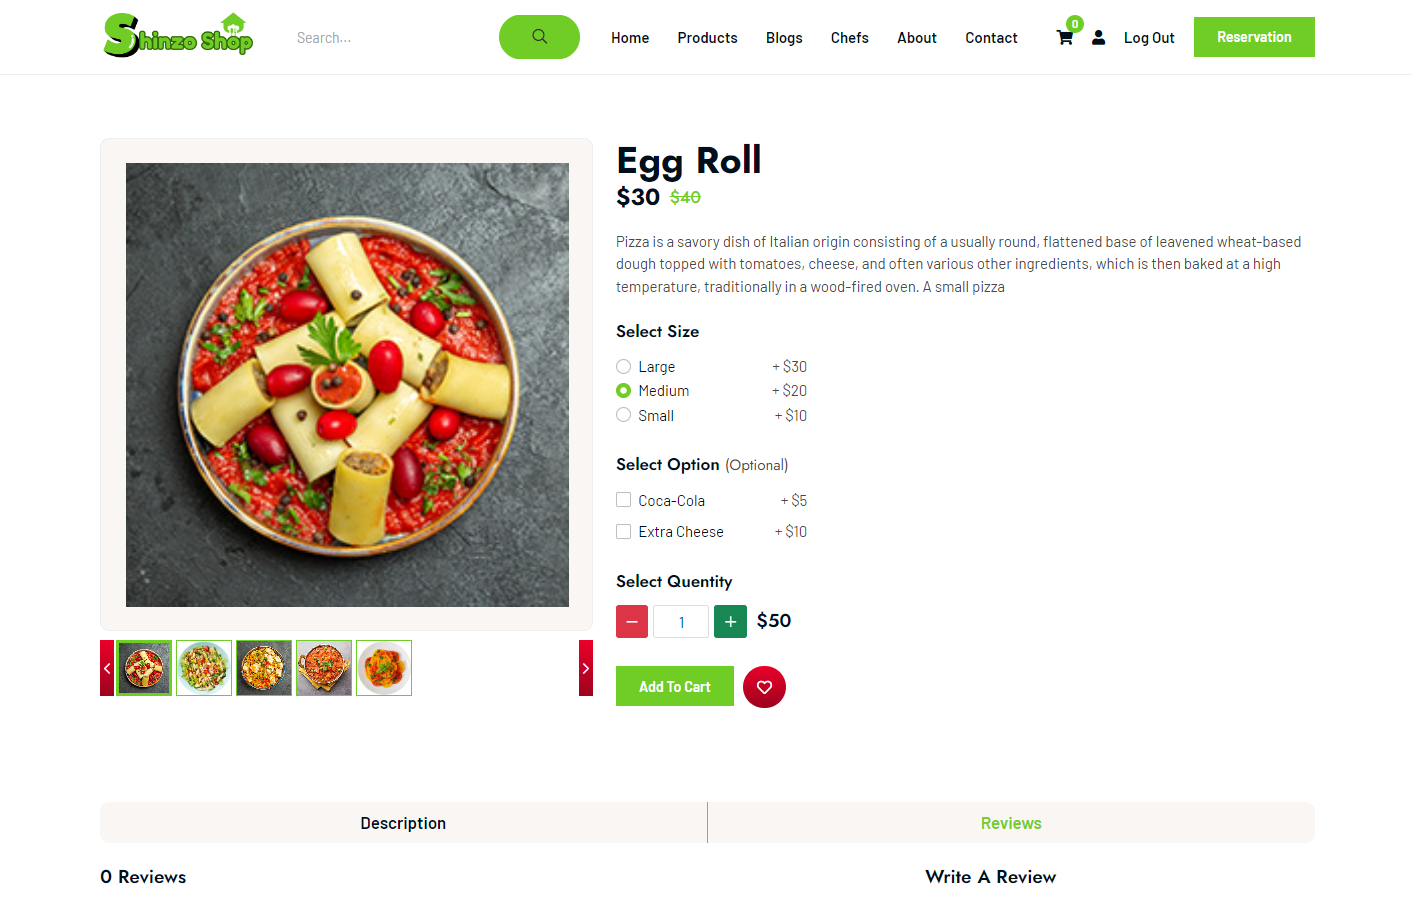 Shinzo Shop
Search...
Home Products Blogs Chefs About Contact
0
Log Out
Reservation
Egg Roll
$30 $40
Pizza is a savory dish of Italian origin consisting of a usually round, flattened base of leavened wheat-based
dough topped with tomatoes, cheese, and often various other ingredients, which is then baked at a high
temperature, traditionally in a wood-fired oven. A small pizza
Select Size
Large + $30
Medium + $20
Small + $10
Select Option (Optional)
Coca-Cola + $5
Extra Cheese + $10
Select Quentity
1 $50
Add To Cart
Description Reviews
0 Reviews
Write A Review